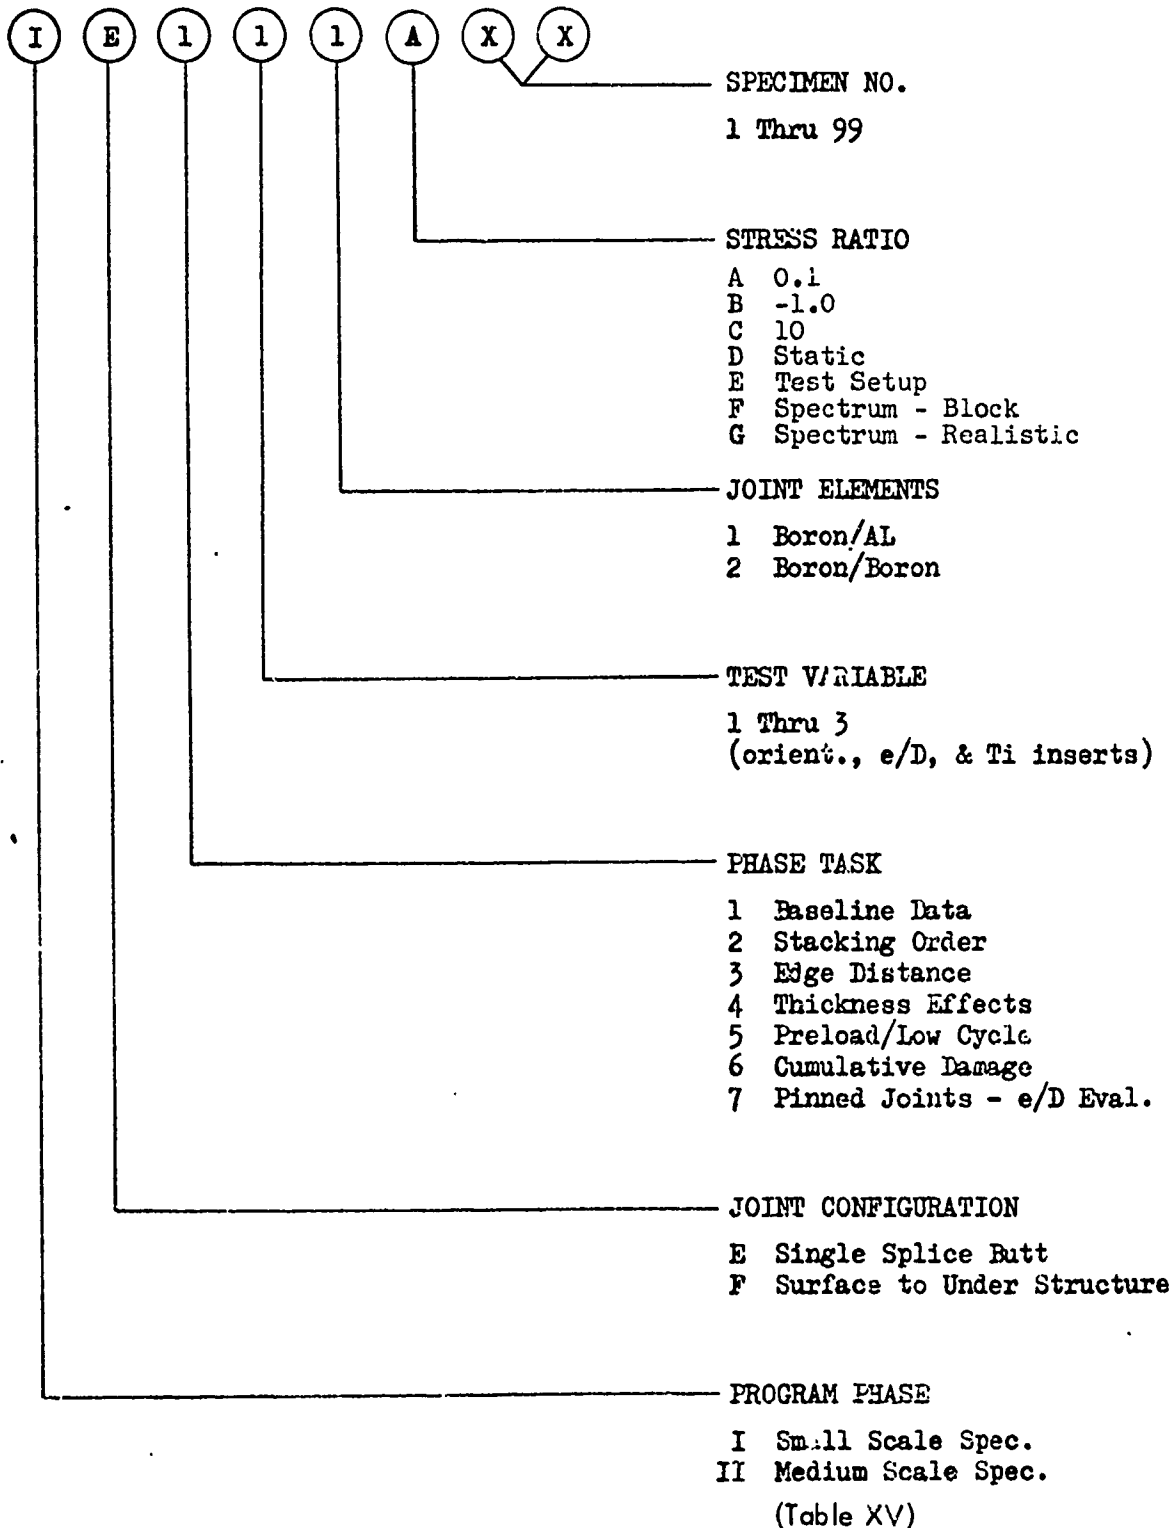 I E 1 1 1 A X X
SPECIMEN NO.
1 Thru 99
STRESS RATIO
A 0.1
B -1.0
C 10
D Static
E Test Setup
F Spectrum - Block
G Spectrum - Realistic
JOINT ELEMENTS
1 Boron/AL
2 Boron/Boron
TEST VARIABLE
1 Thru 3
(orient., e/D, & Ti inserts)
PHASE TASK
1 Baseline Data
2 Stacking Order
3 Edge Distance
4 Thickness Effects
5 Preload/Low Cycle
6 Cumulative Damage
7 Pinned Joints - e/D Eval.
JOINT CONFIGURATION
E Single Splice Butt
F Surface to Under Structure
PROGRAM PHASE
I Small Scale Spec.
II Medium Scale Spec.
(Table XV)